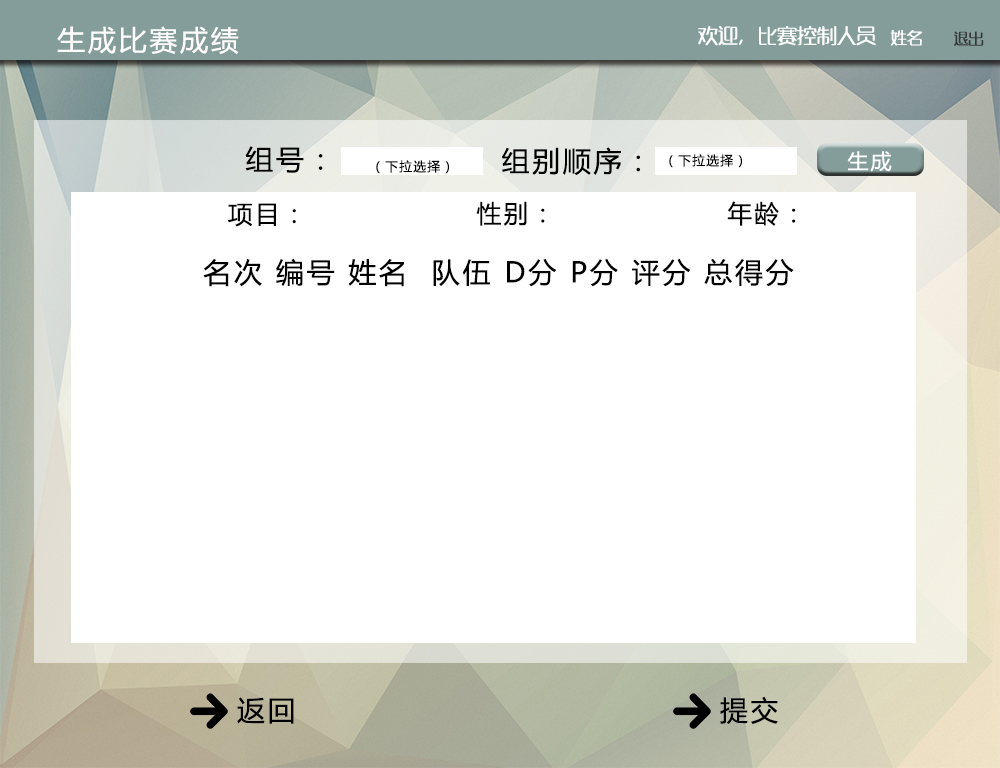 生成比赛成绩 欢迎，比赛控制人员 姓名 退出
组号： （下拉选择） 组别顺序： （下拉选择） 生成
项目： 性别： 年龄：
名次 编号 姓名 队伍 D分 P分 评分 总得分
返回 提交